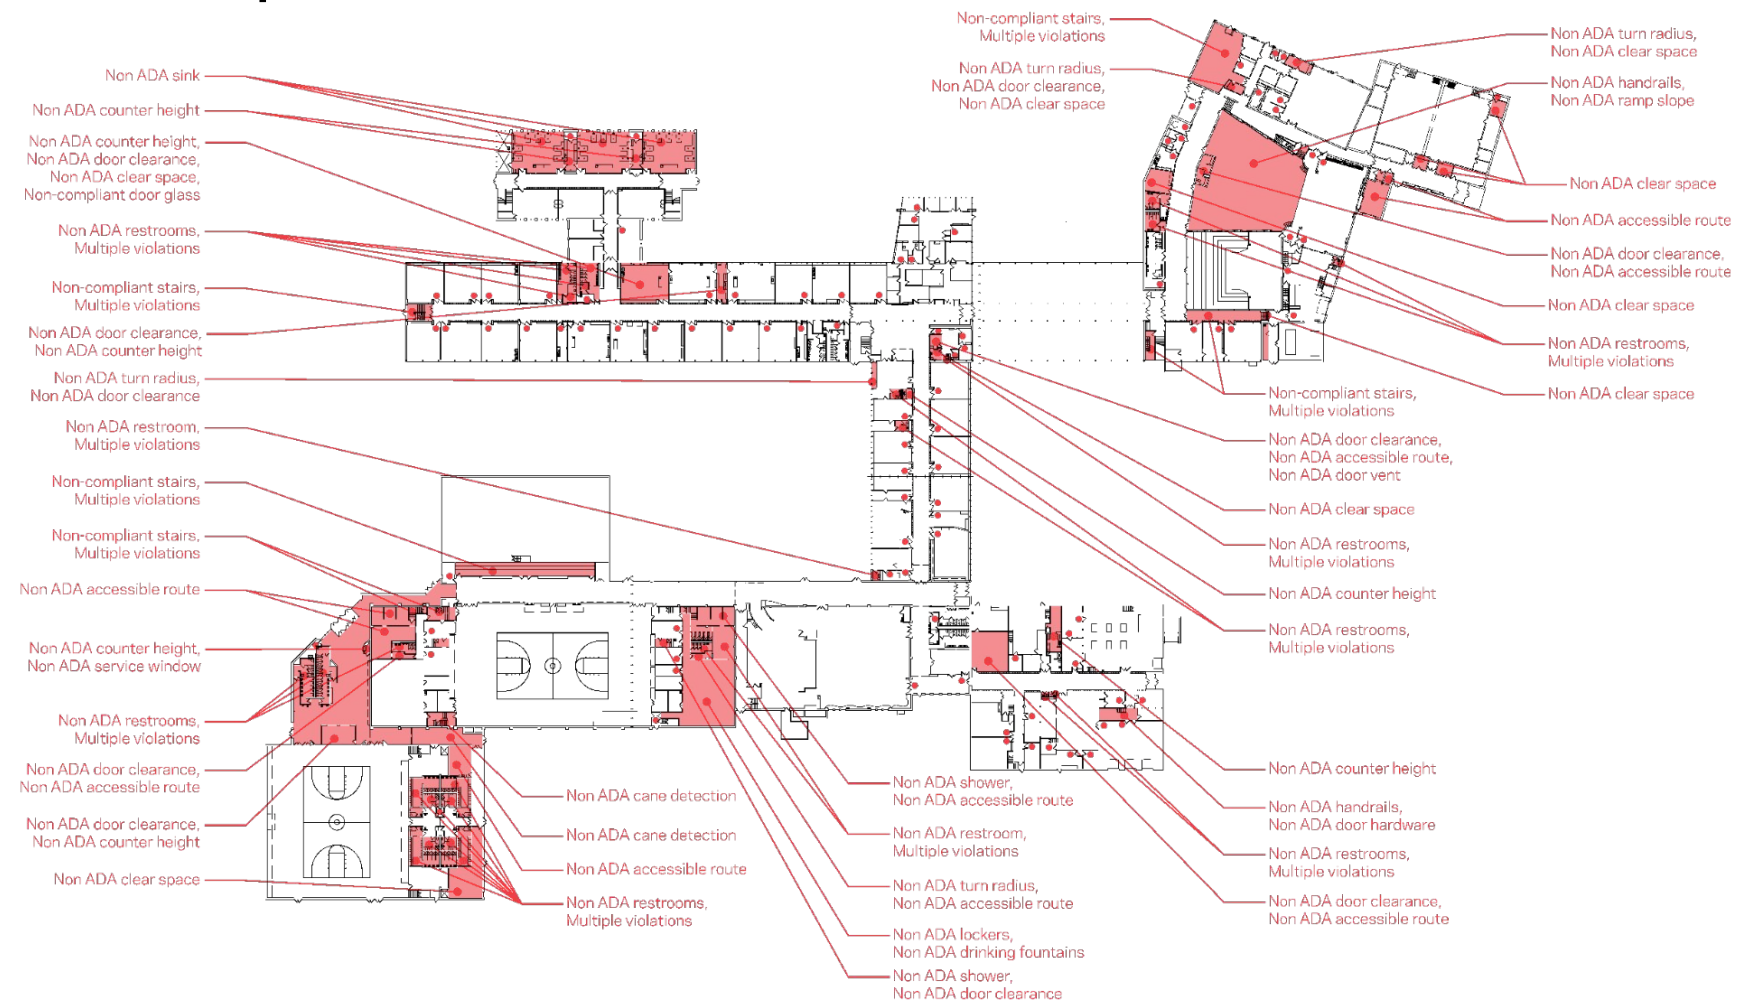 Non-compliant stairs,
Multiple violations
Non ADA turn radius,
Non ADA door clearance,
Non ADA clear space
Non ADA turn radius,
Non ADA clear space
Non ADA handrails,
Non ADA ramp slope
Non ADA clear space
Non ADA accessible route
Non ADA door clearance,
Non ADA accessible route
Non ADA clear space
Non ADA restrooms,
Multiple violations
Non ADA clear space
Non ADA sink
Non ADA counter height
Non ADA counter height,
Non ADA door clearance,
Non ADA clear space,
Non-compliant door glass
Non ADA restrooms,
Multiple violations
Non-compliant stairs,
Multiple violations
Non ADA door clearance,
Non ADA counter height
Non ADA turn radius,
Non ADA door clearance
Non ADA restroom,
Multiple violations
Non-compliant stairs,
Multiple violations
Non-compliant stairs,
Multiple violations
Non ADA accessible route
Non ADA counter height,
Non ADA service window
Non ADA restrooms,
Multiple violations
Non ADA door clearance,
Non ADA accessible route
Non ADA door clearance,
Non ADA counter height
Non ADA clear space
Non ADA cane detection
Non ADA cane detection
Non ADA accessible route
Non ADA restrooms,
Multiple violations
Non ADA shower,
Non ADA accessible route
Non ADA restroom,
Multiple violations
Non ADA turn radius,
Non ADA accessible route
Non ADA lockers,
Non ADA drinking fountains
Non ADA shower,
Non ADA door clearance
Non-compliant stairs,
Multiple violations
Non ADA door clearance,
Non ADA accessible route,
Non ADA door vent
Non ADA clear space
Non ADA restrooms,
Multiple violations
Non ADA counter height
Non ADA restrooms,
Multiple violations
Non ADA counter height
Non ADA handrails,
Non ADA door hardware
Non ADA restrooms,
Multiple violations
Non ADA door clearance,
Non ADA accessible route